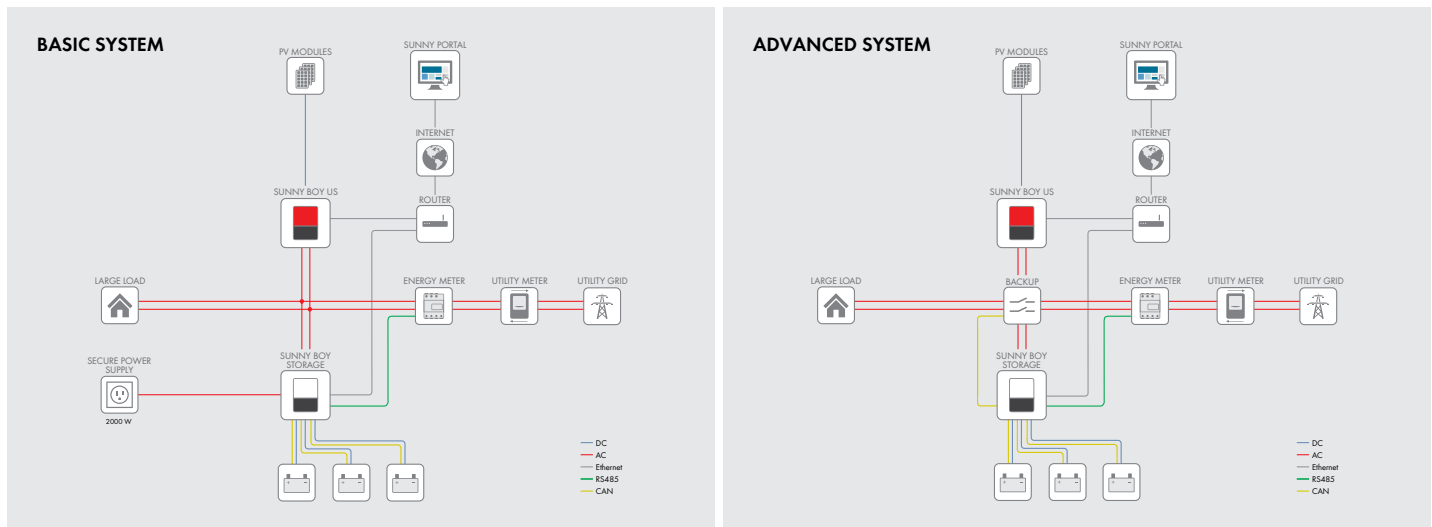 BASIC SYSTEM
PV MODULES
SUNNY PORTAL
INTERNET
SUNNY BOY US
ROUTER
LARGE LOAD
ENERGY METER
UTILITY METER
UTILITY GRID
SECURE POWER
SUPPLY
2000 W
SUNNY BOY
STORAGE
DC
AC
Ethernet
RS485
CAN
ADVANCED SYSTEM
PV MODULES
SUNNY PORTAL
INTERNET
SUNNY BOY US
ROUTER
LARGE LOAD
BACKUP
ENERGY METER
UTILITY METER
UTILITY GRID
SUNNY BOY
STORAGE
DC
AC
Ethernet
RS485
CAN